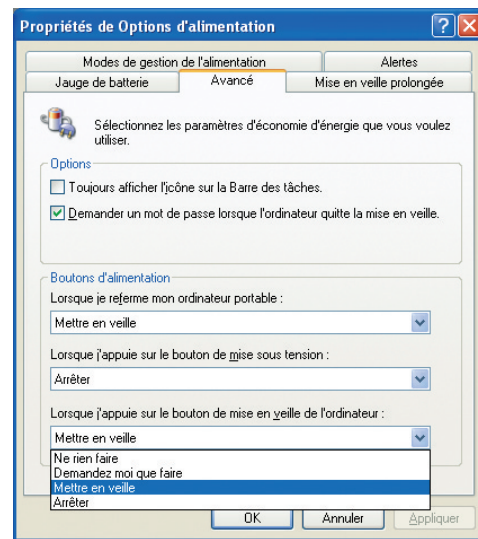 Propriétés de Options d'alimentation
Modes de gestion de l'alimentation
Alertes
Jauge de batterie
Avancé
Mise en veille prolongée
Sélectionnez les paramètres d'économie d'énergie que vous voulez
utiliser.
Options
Toujours afficher l'icône sur la Barre des tâches.
Demander un mot de passe lorsque l'ordinateur quitte la mise en veille.
Boutons d'alimentation
Lorsque je referme mon ordinateur portable :
Mettre en veille
Lorsque j'appuie sur le bouton de mise sous tension :
Arrêter
Lorsque j'appuie sur le bouton de mise en veille de l'ordinateur :
Mettre en veille
Ne rien faire
Demandez moi que faire
Mettre en veille
Arrêter
OK
Annuler
Appliquer